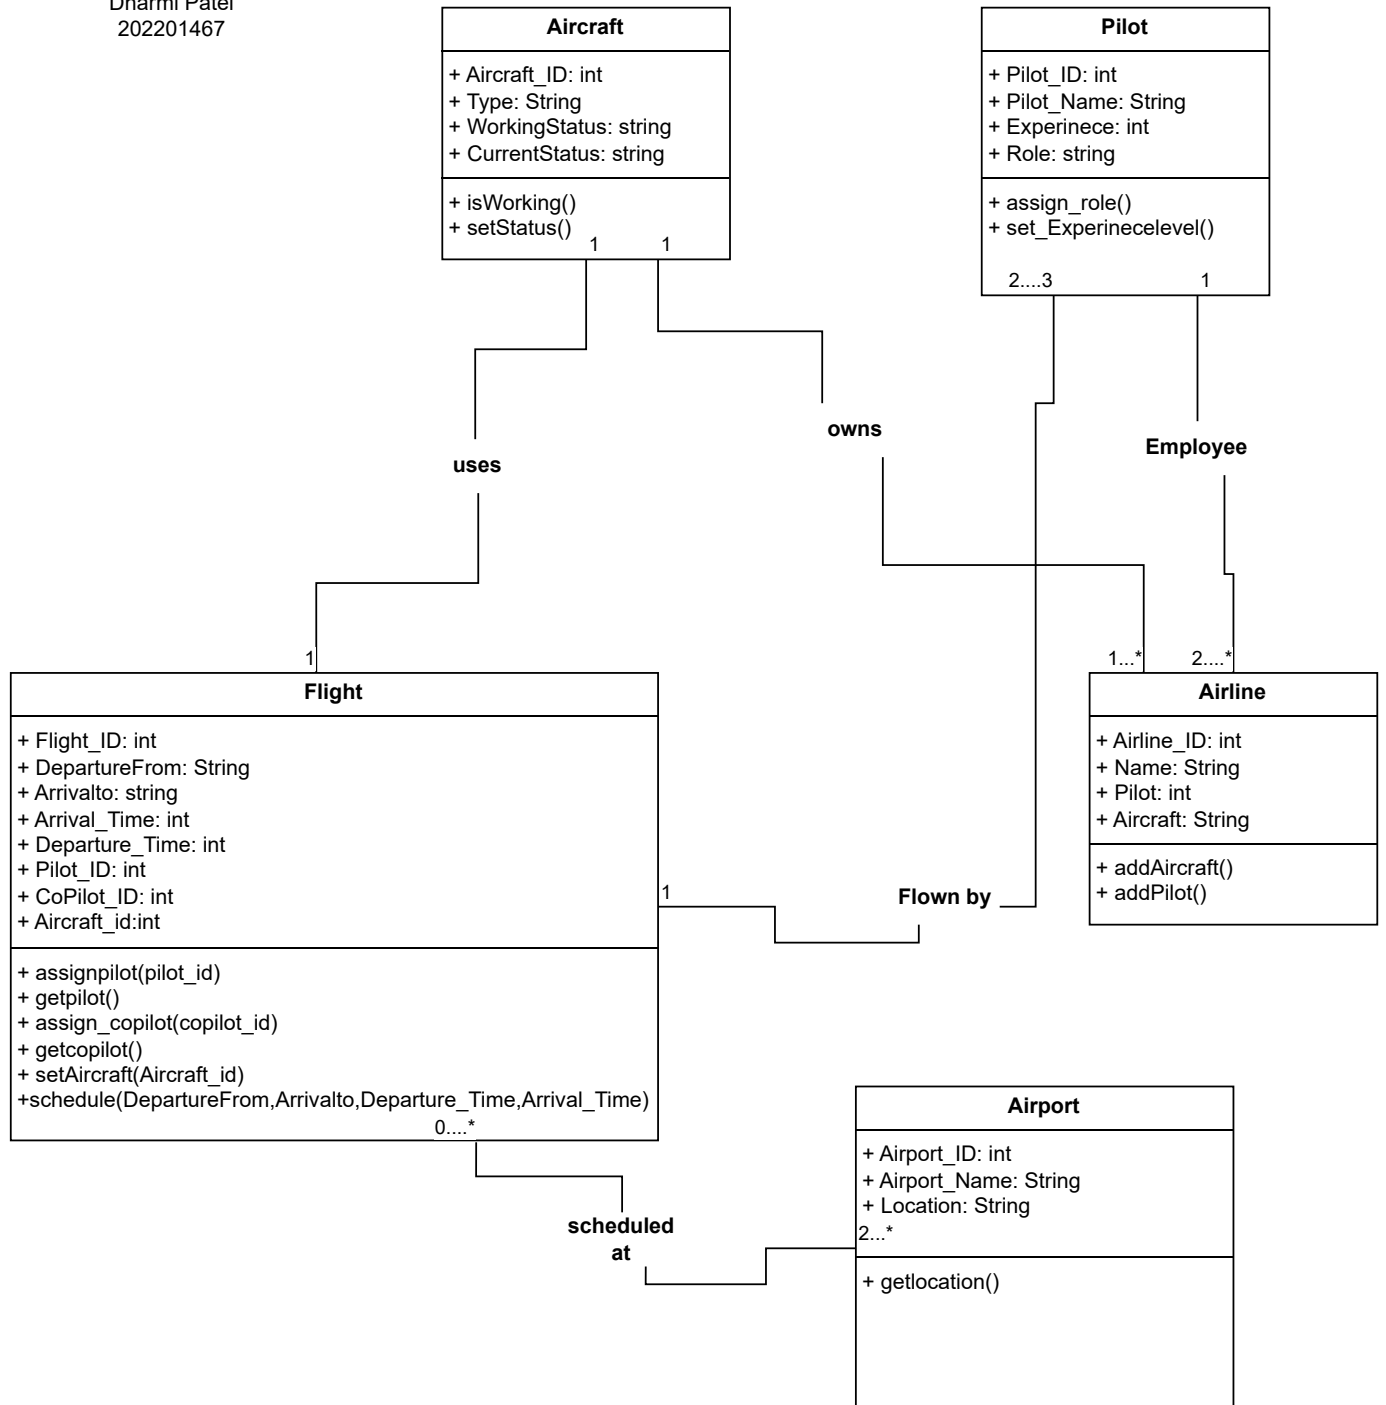 Dharmi Patel
202201467
Aircraft
+ Aircraft_ID: int
+ Type: String
+ WorkingStatus: string
+ CurrentStatus: string
+ isWorking()
+ setStatus()
1
1
Pilot
+ Pilot_ID: int
+ Pilot_Name: String
+ Experinece: int
+ Role: string
+ assign_role()
+ set_Experinecelevel()
2....3
1
owns
Employee
uses
1
1...*
2....*
Flight
+ Flight_ID: int
+ DepartureFrom: String
+ Arrivalto: string
+ Arrival_Time: int
+ Departure_Time: int
+ Pilot_ID: int
+ CoPilot_ID: int
+ Aircraft_id:int
+ assignpilot(pilot_id)
+ getpilot()
+ assign_copilot(copilot_id)
+ getcopilot()
+ setAircraft(Aircraft_id)
+schedule(DepartureFrom,Arrivalto,Departure_Time,Arrival_Time)
0....*
1
Flown by
Airline
+ Airline_ID: int
+ Name: String
+ Pilot: int
+ Aircraft: String
+ addAircraft()
+ addPilot()
scheduled
at
Airport
+ Airport_ID: int
+ Airport_Name: String
+ Location: String
2...*
+ getlocation()